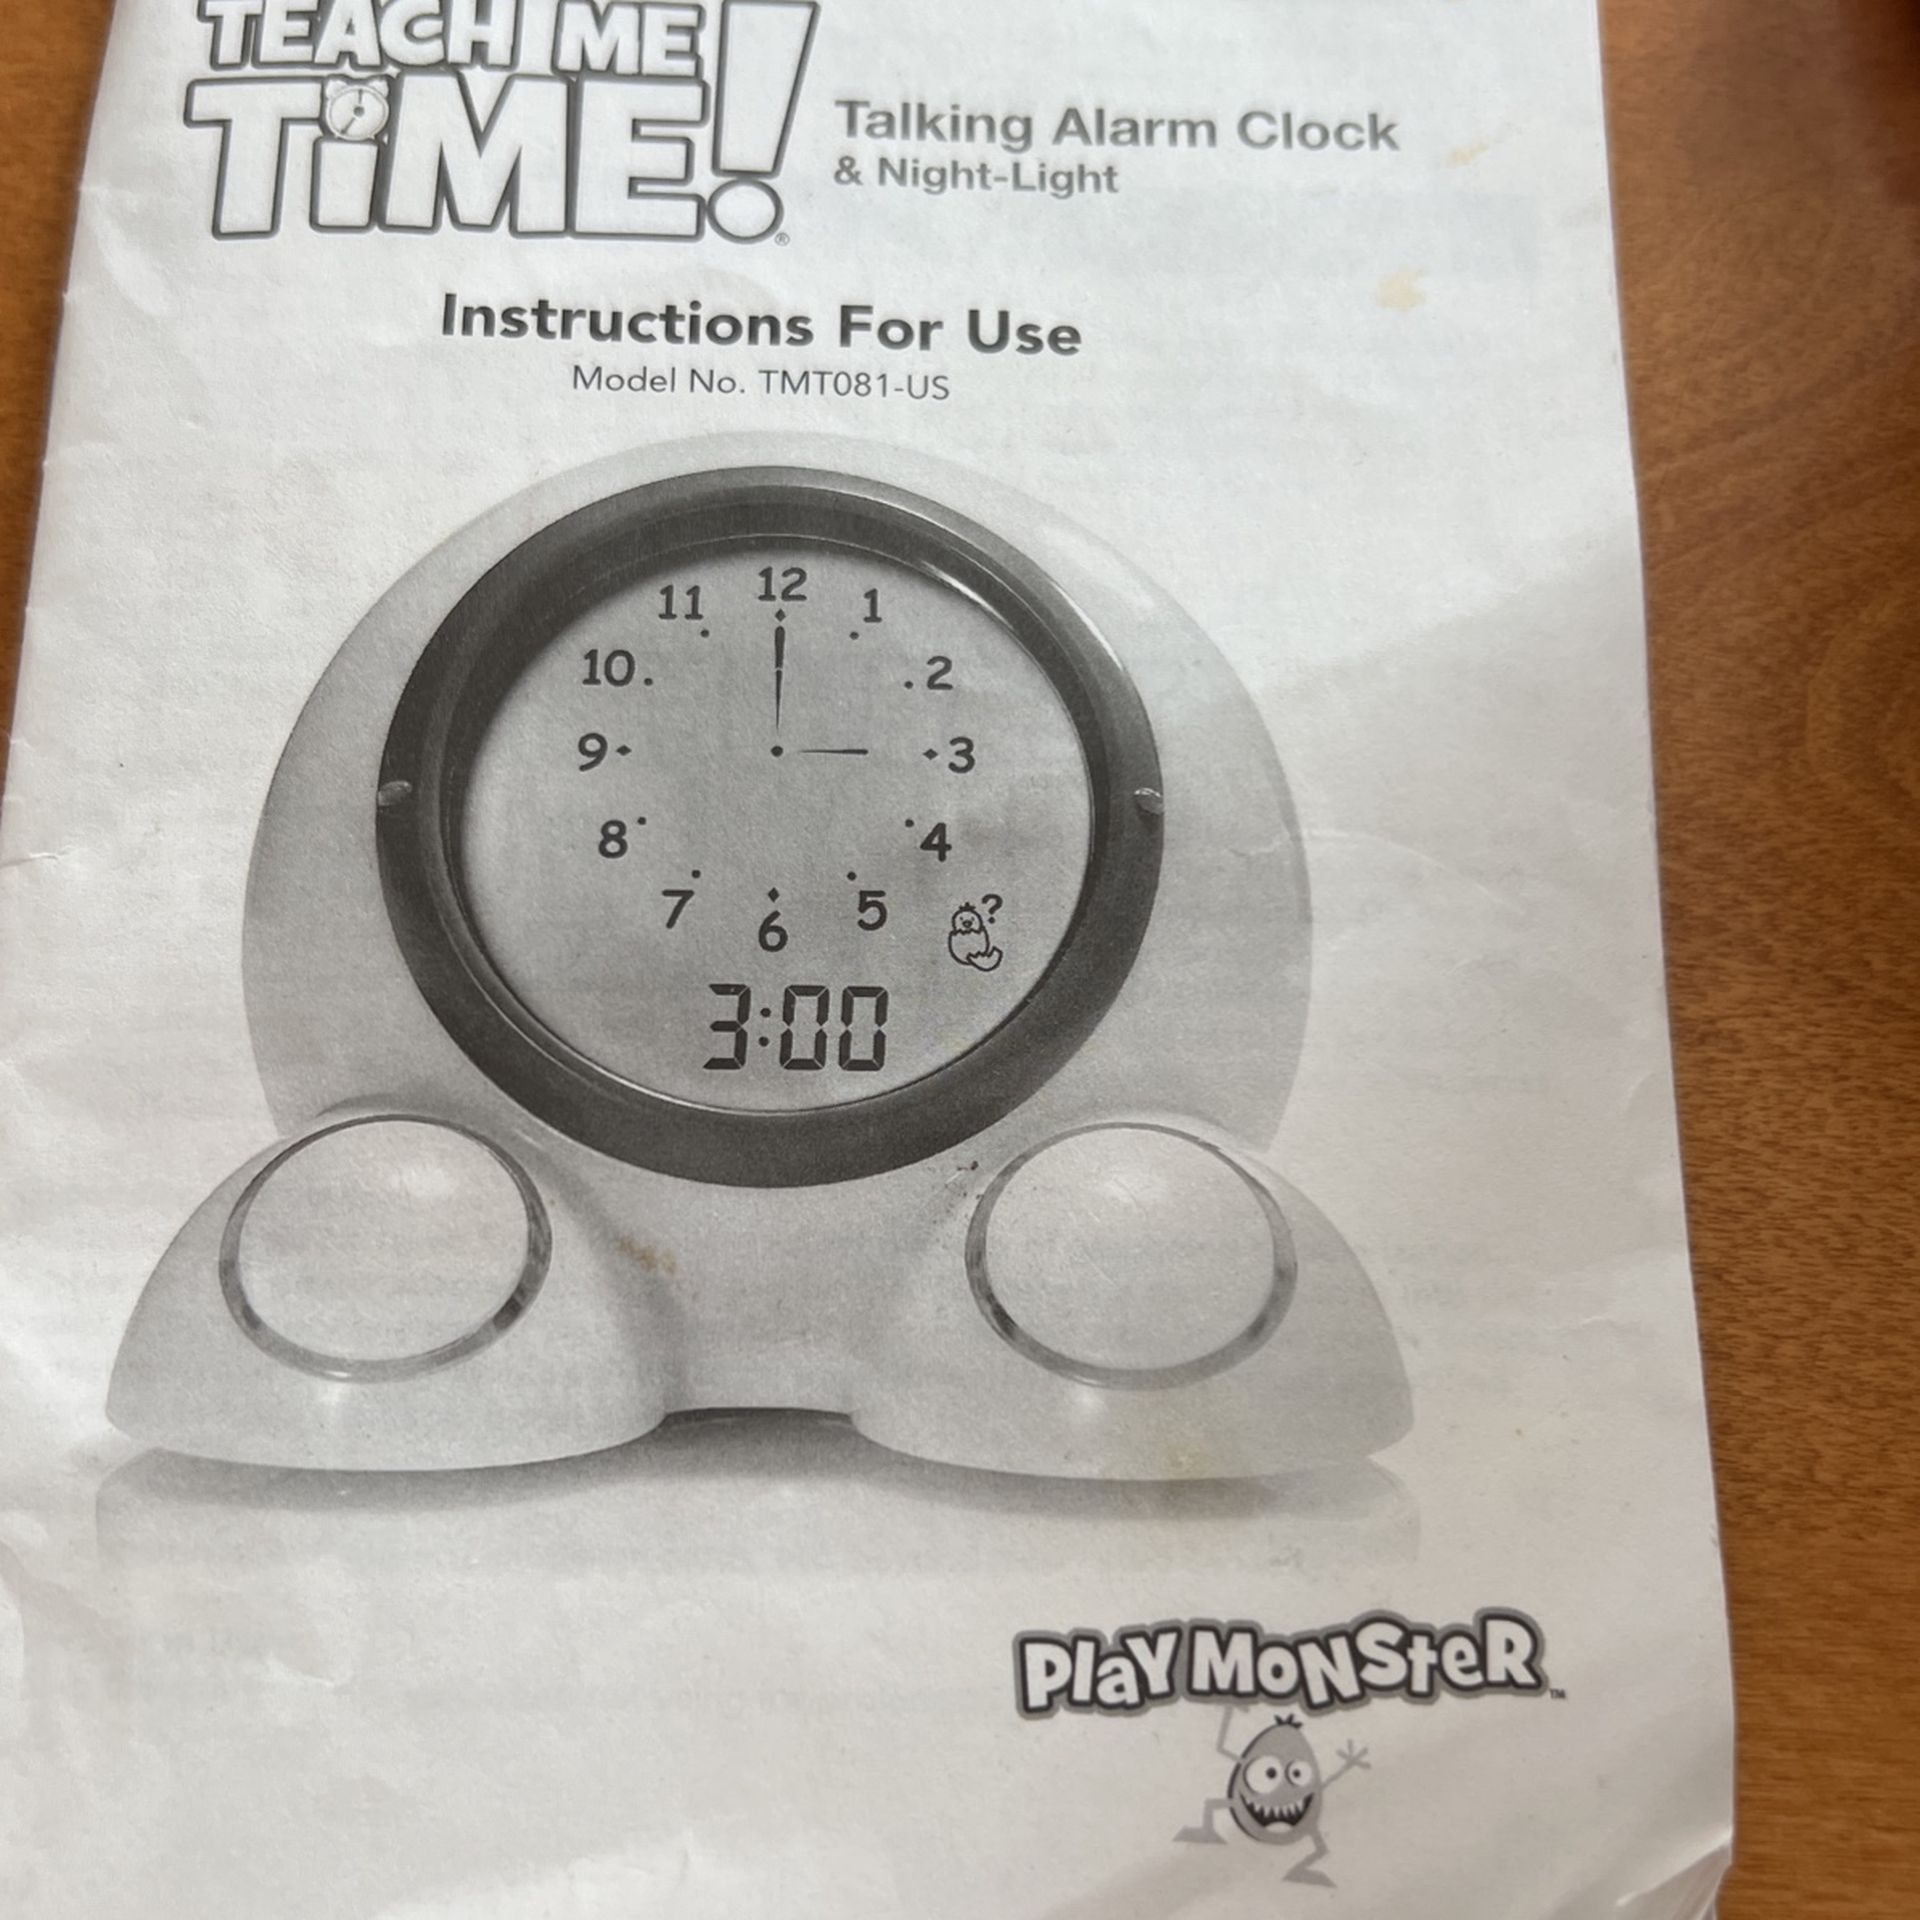 TEACH ME
TiME!®
Talking Alarm Clock
& Night-Light
Instructions For Use
Model No. TMT081-US
12
11 1
10 2
9 3
8 4
7 5
6
?
3:00
PlaY MoNSteR™